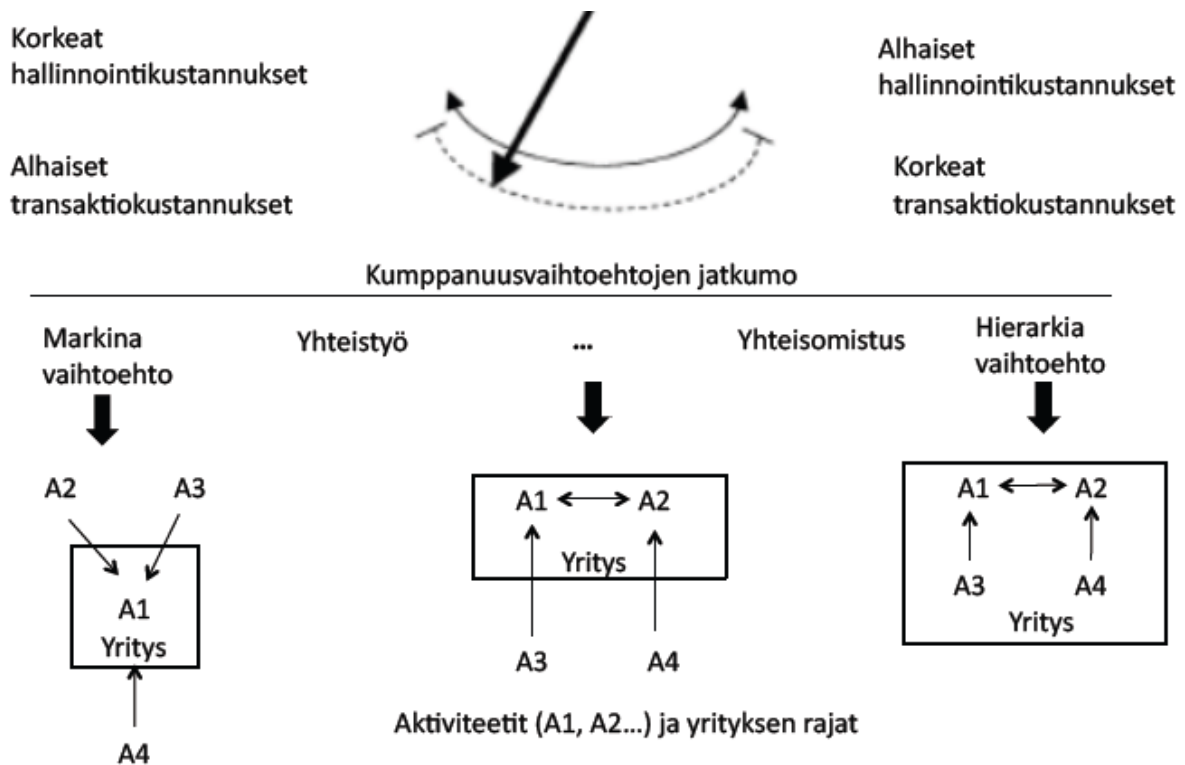 Korkeat
hallinnointikustannukset
Alhaiset
hallinnointikustannukset
Alhaiset
transaktiokustannukset
Korkeat
transaktiokustannukset
Kumppanuusvaihtoehtojen jatkumo
Markina
vaihtoehto
Yhteistyö
...
Yhteisomistus
Hierarkia
vaihtoehto
A2
A3
A1
Yritys
A4
A1
A2
Yritys
A3
A4
A1
A2
A3
A4
Yritys
Aktiviteetit (A1, A2...) ja yrityksen rajat